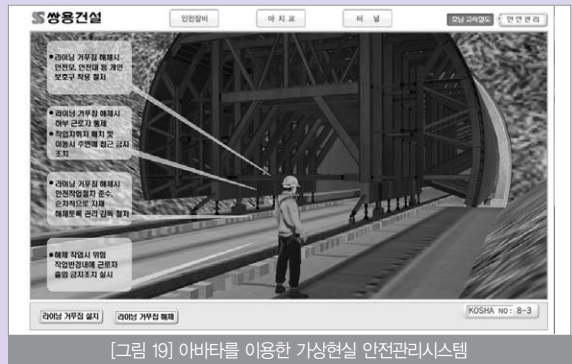 쌍용건설
안전장비
아 치 교
터 널
호남 고속철도
안 전 관 리
●라이닝 거푸집 해체시
안전모, 안전대 등 개인
보호구 착용 철저
●라이닝 거푸집 해체시
하부 근로자 통제
●작업지휘자 배치 및
이동시 주변에 접근 금지
조치
●라이닝 거푸집 해체시
안전작업절차 준수,
순차적으로 자재
해체토록 관리 감독 철저
●해체 작업시 위험
작업반경내에 근로자
출입 금지조치 실시
라이닝 거푸집 설치
라이닝 거푸집 해체
KOSHA NO: 8-3
[그림 19] 아바타를 이용한 가상현실 안전관리시스템